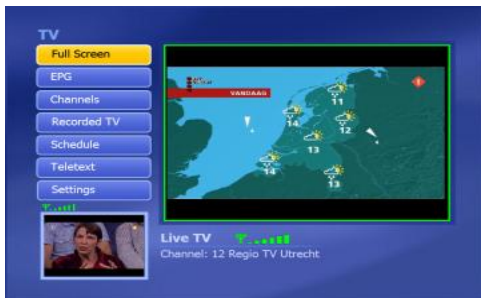 TV
Full Screen
EPG
Channels
Recorded TV
Schedule
Teletext
Settings
VANDAAG
11
14
12
13
14
13
Live TV
Channel: 12 Regio TV Utrecht